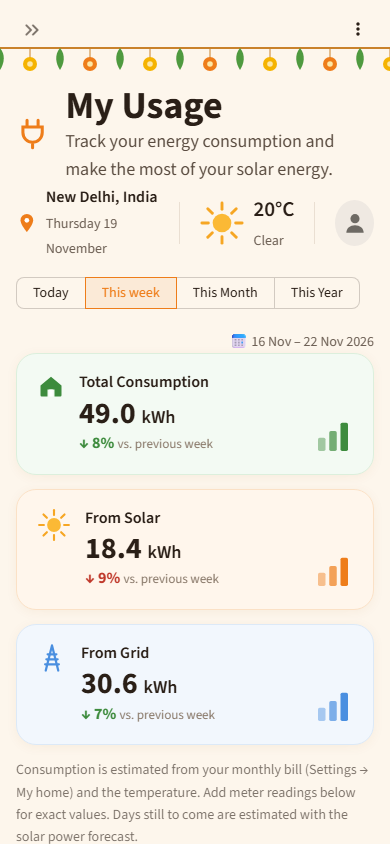 My Usage
Track your energy consumption and
make the most of your solar energy.
New Delhi, India
Thursday 19
November
20°C
Clear
Today
This week
This Month
This Year
16 Nov – 22 Nov 2026
Total Consumption
49.0 kWh
↓ 8% vs. previous week
From Solar
18.4 kWh
↓ 9% vs. previous week
From Grid
30.6 kWh
↓ 7% vs. previous week
Consumption is estimated from your monthly bill (Settings →
My home) and the temperature. Add meter readings below
for exact values. Days still to come are estimated with the
solar power forecast.